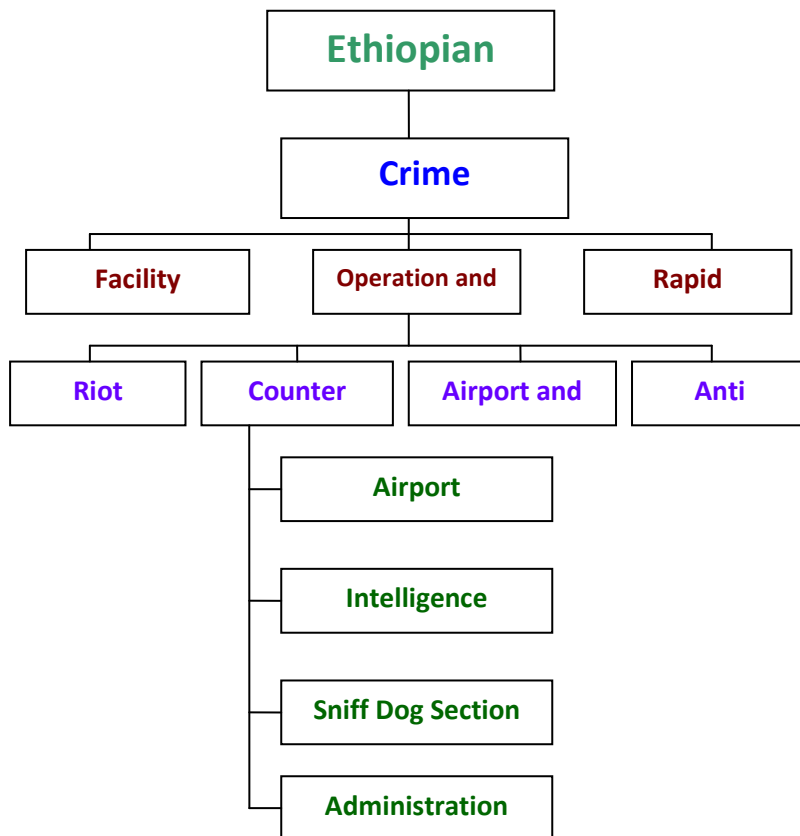 Ethiopian
Crime
Facility
Operation and
Rapid
Riot
Counter
Airport and
Anti
Airport
Intelligence
Sniff Dog Section
Administration